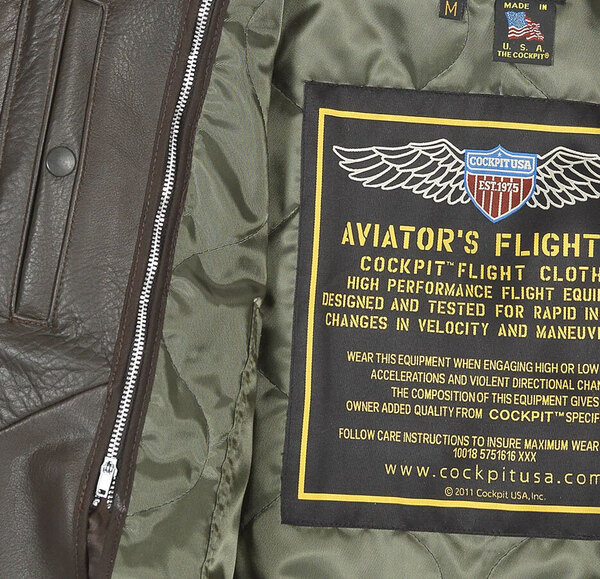 M
MADE IN
U. S. A.
THE COCKPIT®
COCKPIT USA
EST. 1975
AVIATOR'S FLIGHT
COCKPIT™ FLIGHT CLOTH
HIGH PERFORMANCE FLIGHT EQUI
DESIGNED AND TESTED FOR RAPID IN
CHANGES IN VELOCITY AND MANEUV
WEAR THIS EQUIPMENT WHEN ENGAGING HIGH OR LOW
ACCELERATIONS AND VIOLENT DIRECTIONAL CHAN
THE COMPOSITION OF THIS EQUIPMENT GIVES
OWNER ADDED QUALITY FROM COCKPIT™ SPECIF
FOLLOW CARE INSTRUCTIONS TO INSURE MAXIMUM WEAR
10018 5751616 XXX
www.cockpitusa.com
© 2011 Cockpit USA, Inc.